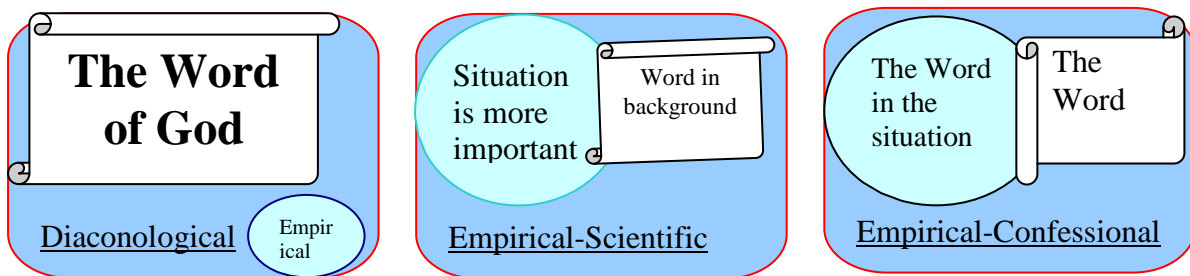 The Word
of God
Empir
ical
Diaconological
Situation
is more
important
Word in
background
Empirical-Scientific
The Word
in the
situation
The
Word
Empirical-Confessional